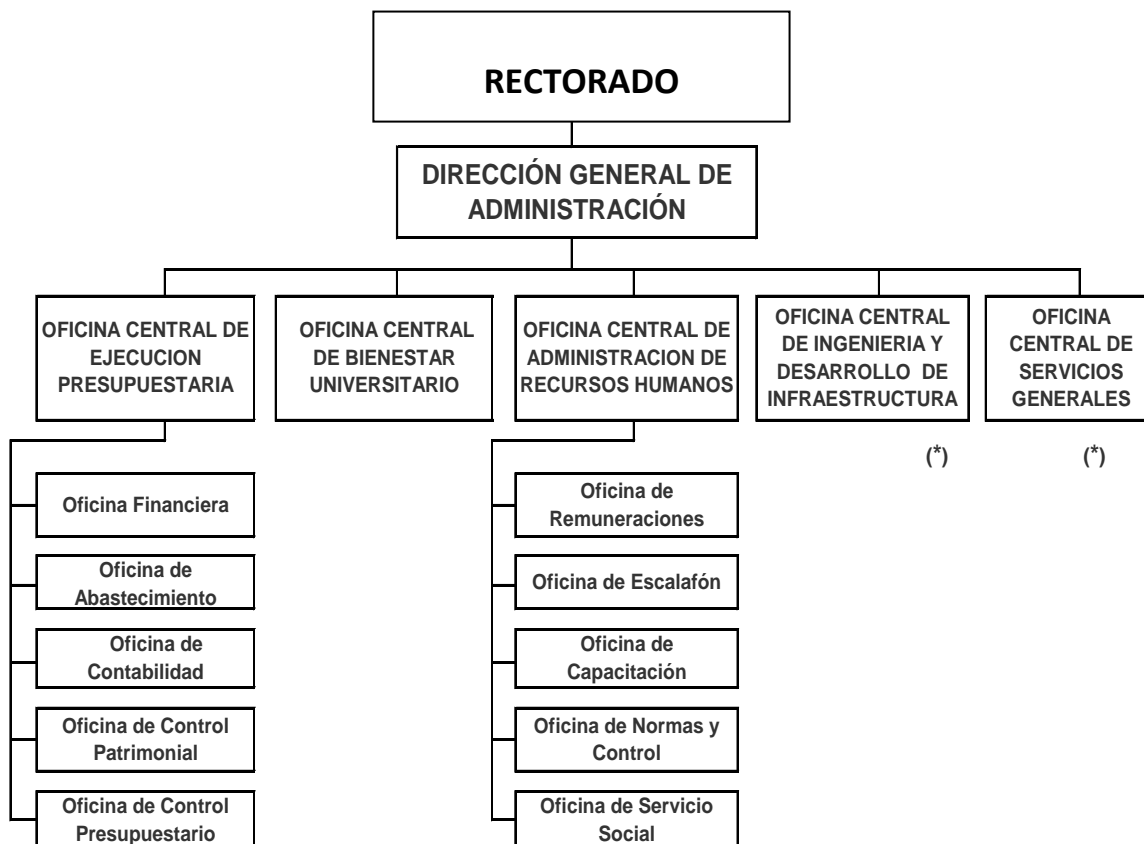 RECTORADO
DIRECCIÓN GENERAL DE
ADMINISTRACIÓN
OFICINA CENTRAL DE
EJECUCION
PRESUPUESTARIA
OFICINA CENTRAL
DE BIENESTAR
UNIVERSITARIO
OFICINA CENTRAL DE
ADMINISTRACION DE
RECURSOS HUMANOS
OFICINA CENTRAL
DE INGENIERIA Y
DESARROLLO DE
INFRAESTRUCTURA
OFICINA
CENTRAL DE
SERVICIOS
GENERALES
(*)
(*)
Oficina Financiera
Oficina de
Abastecimiento
Oficina de
Contabilidad
Oficina de Control
Patrimonial
Oficina de Control
Presupuestario
Oficina de
Remuneraciones
Oficina de Escalafón
Oficina de
Capacitación
Oficina de Normas y
Control
Oficina de Servicio
Social